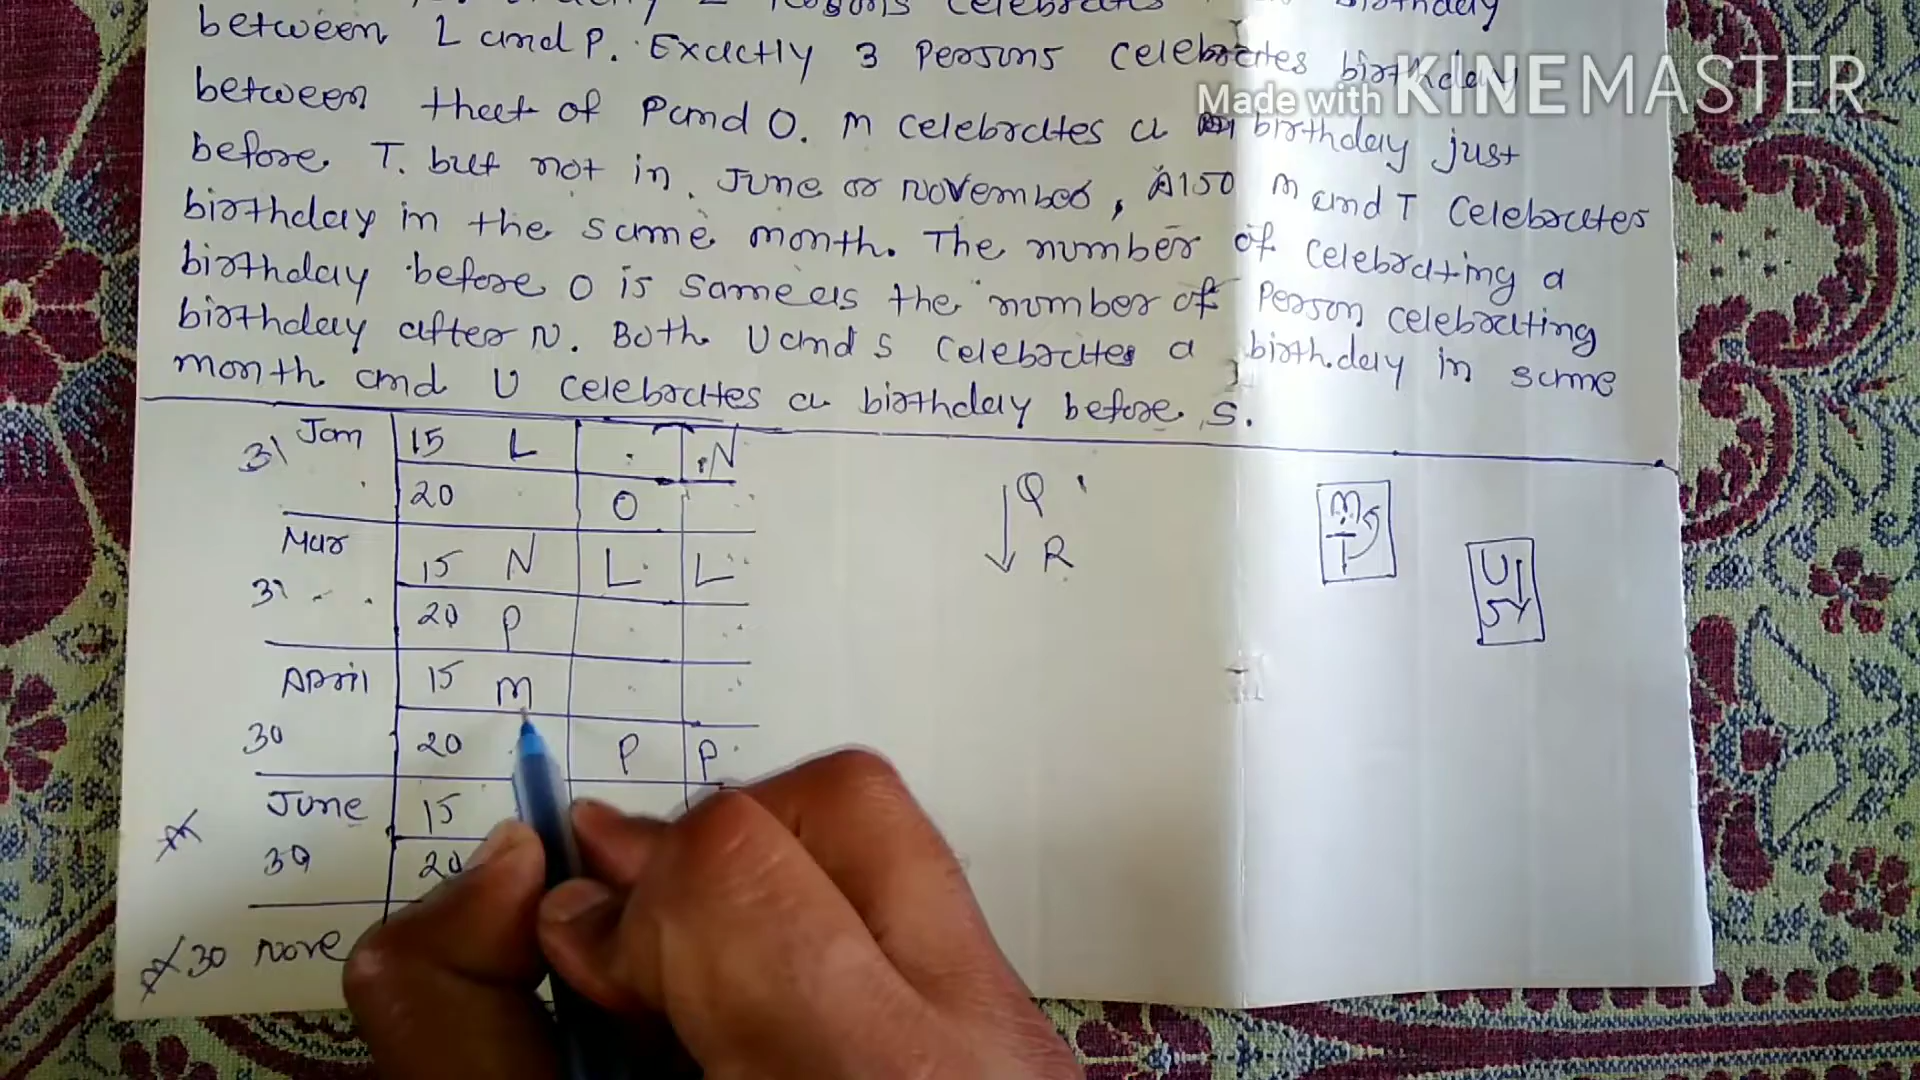 celebrates birthday
between L and P. Exactly 3 Persons celebrates birthday
Made with KINEMASTER
between that of P and O. M celebrates a birthday just
before T. but not in June or November, Also M and T celebrates
birthday in the same month. The number of celebrating a
birthday before O is same as the number of Person celebrating
birthday after N. Both U and S celebrates a birthday in same
month and U celebrates a birthday before S.
31 Jan 15 L . .N
20 O
Mar 15 N L L
31 20 P
April 15 M
30 20 P P
June 15
30 20
30 Nove
Q
R
M
T
U
S